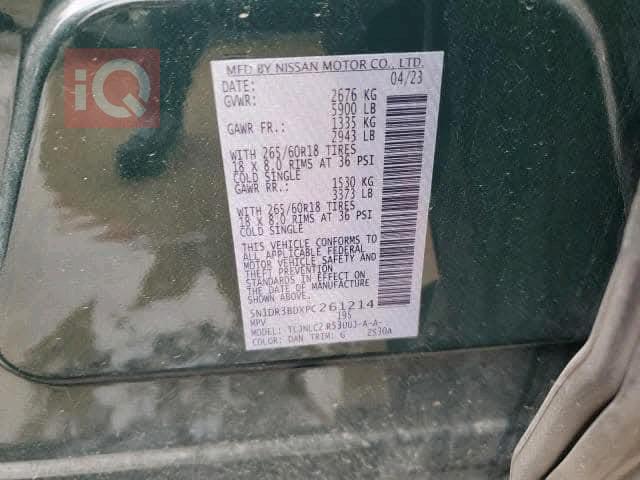 iQ
MFD BY NISSAN MOTOR CO., LTD.
DATE: 04/23
GVWR: 2676 KG
5900 LB
GAWR FR.: 1335 KG
2943 LB
WITH 265/60R18 TIRES
18 X 8.0 RIMS AT 36 PSI
COLD SINGLE
GAWR RR.: 1530 KG
3373 LB
WITH 265/60R18 TIRES
18 X 8.0 RIMS AT 36 PSI
COLD SINGLE
THIS VEHICLE CONFORMS TO
ALL APPLICABLE FEDERAL
MOTOR VEHICLE SAFETY AND
THEFT PREVENTION
STANDARDS IN EFFECT ON
THE DATE OF MFR SHOWN ABOVE
5N1DR3BDXPC261214
MPV 195
MODEL:
COLOR: DAN TRIM: G 2530A